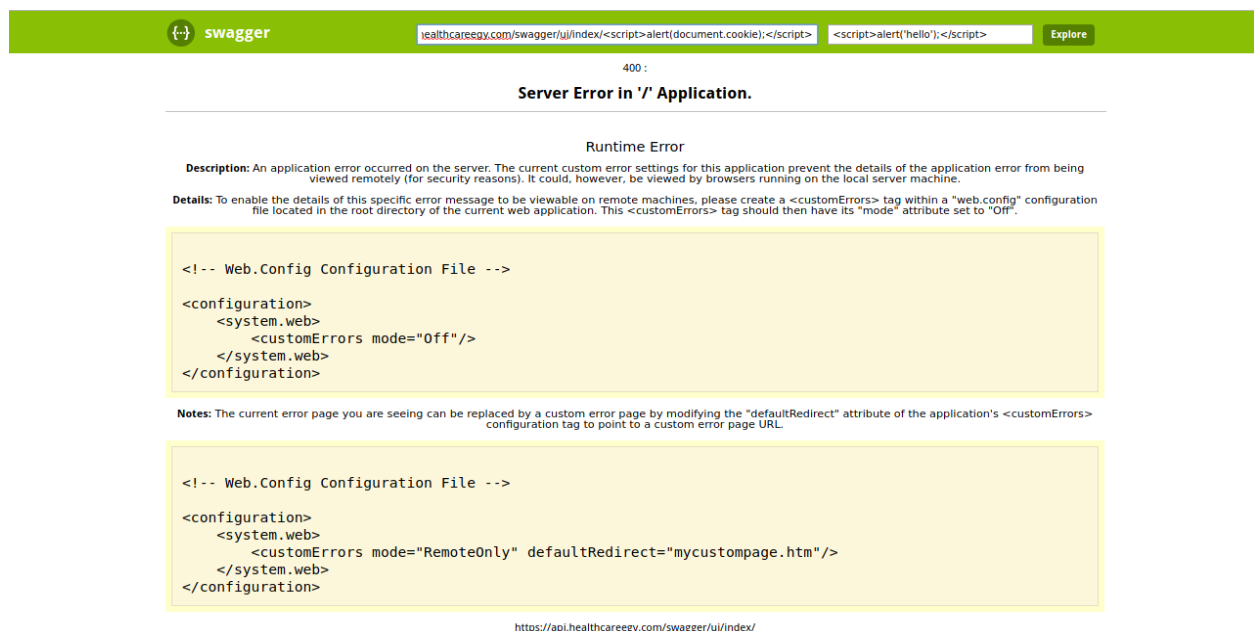 {··} swagger
ealthcareegy.com/swagger/ui/index/<script>alert(document.cookie);</script> <script>alert('hello');</script> Explore
400 :
Server Error in '/' Application.
Runtime Error
Description: An application error occurred on the server. The current custom error settings for this application prevent the details of the application error from being
viewed remotely (for security reasons). It could, however, be viewed by browsers running on the local server machine.
Details: To enable the details of this specific error message to be viewable on remote machines, please create a <customErrors> tag within a "web.config" configuration
file located in the root directory of the current web application. This <customErrors> tag should then have its "mode" attribute set to "Off".
<!-- Web.Config Configuration File -->
<configuration>
    <system.web>
        <customErrors mode="Off"/>
    </system.web>
</configuration>
Notes: The current error page you are seeing can be replaced by a custom error page by modifying the "defaultRedirect" attribute of the application's <customErrors>
configuration tag to point to a custom error page URL.
<!-- Web.Config Configuration File -->
<configuration>
    <system.web>
        <customErrors mode="RemoteOnly" defaultRedirect="mycustompage.htm"/>
    </system.web>
</configuration>
https://api.healthcareegy.com/swagger/ui/index/